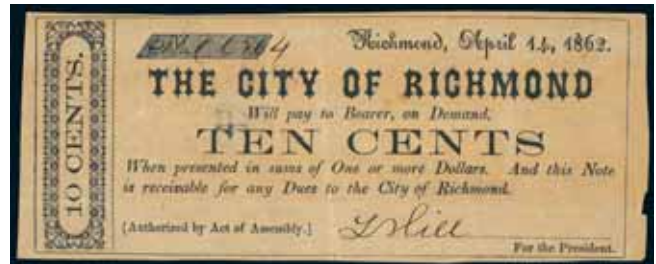 Richmond, April 14, 1862.
THE CITY OF RICHMOND
Will pay to Bearer, on Demand,
TEN CENTS
When presented in sums of One or more Dollars. And this Note
is receivable for any Dues to the City of Richmond.
[Authorized by Act of Assembly.]
Hill
For the President.
10 CENTS.